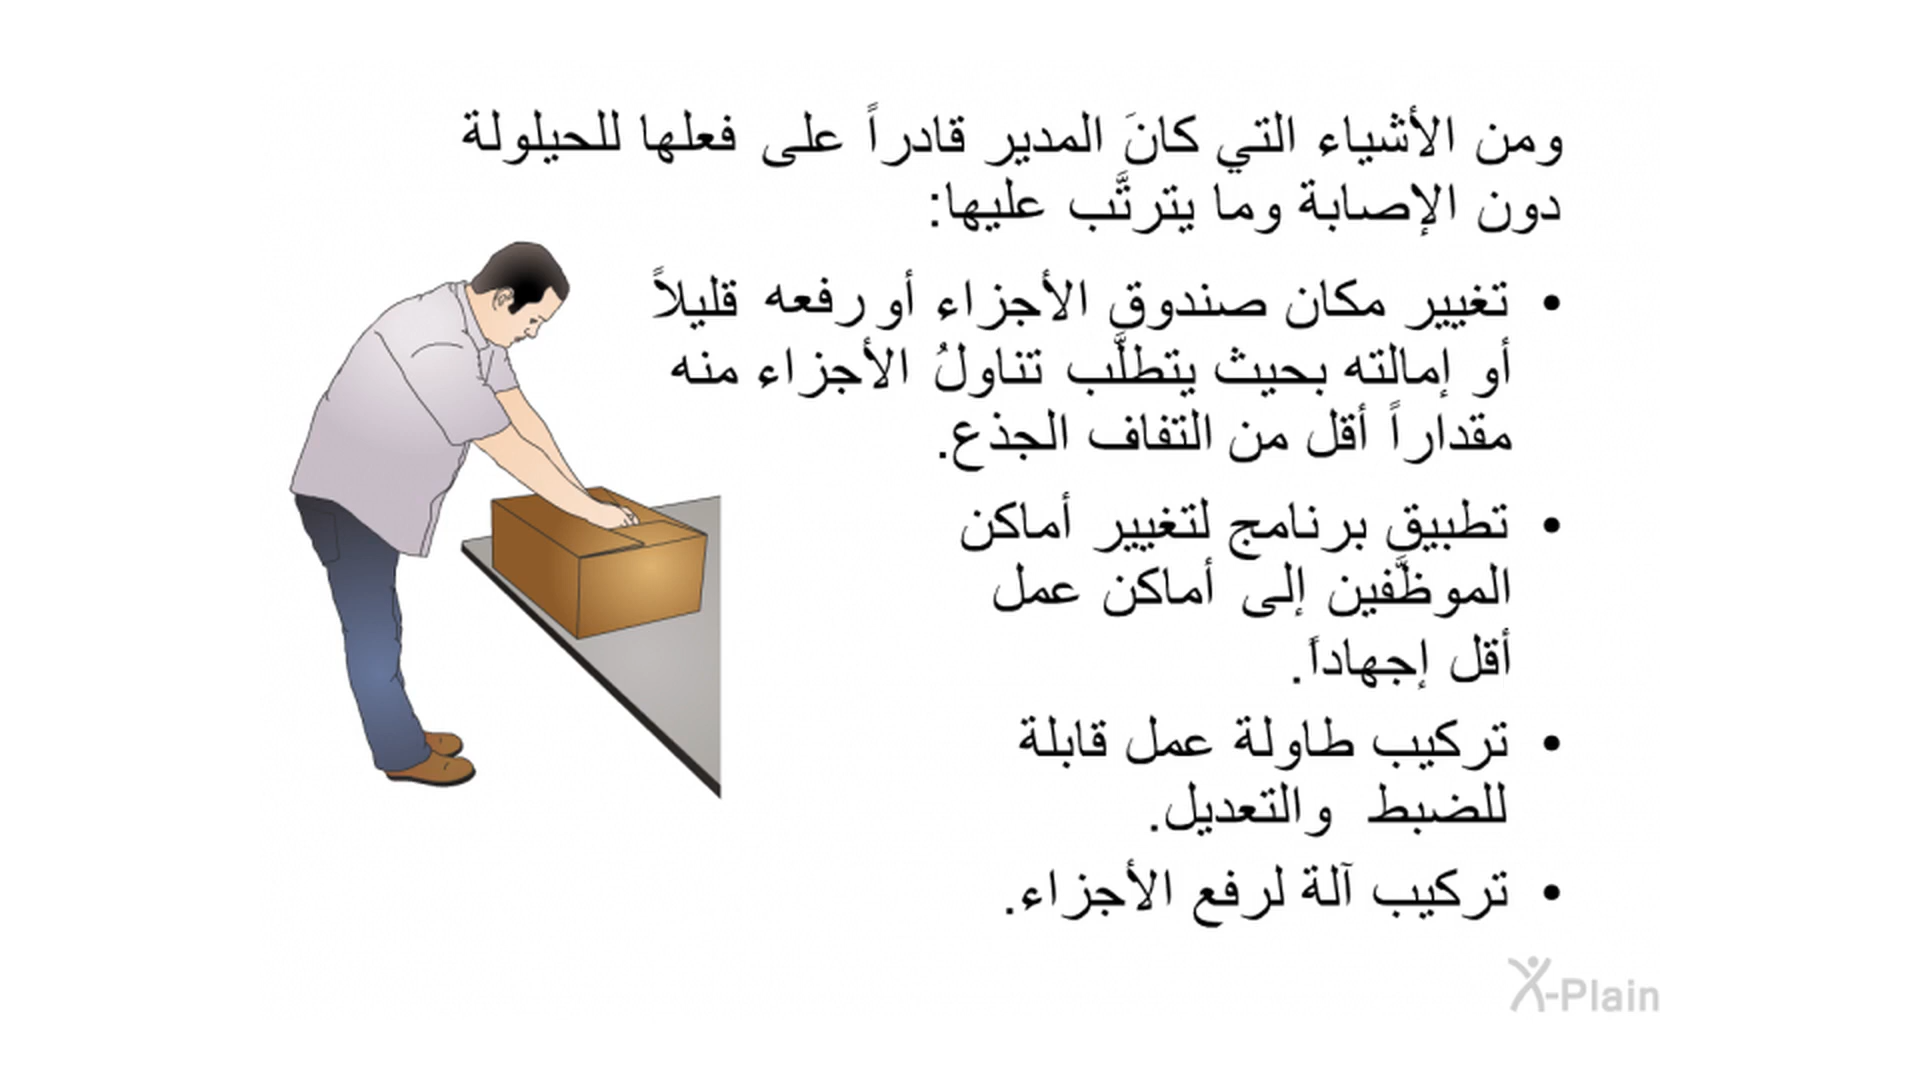 ومن الأشياء التي كانَ المدير قادراً على فعلها للحيلولة
دون الإصابة وما يترتَّب عليها:
• تغيير مكان صندوق الأجزاء أو رفعه قليلاً
أو إمالته بحيث يتطلَّب تناولُ الأجزاء منه
مقداراً أقل من التفاف الجذع.
• تطبيق برنامج لتغيير أماكن
الموظَّفين إلى أماكن عمل
أقل إجهاداً.
• تركيب طاولة عمل قابلة
للضبط والتعديل.
• تركيب آلة لرفع الأجزاء.
X-Plain